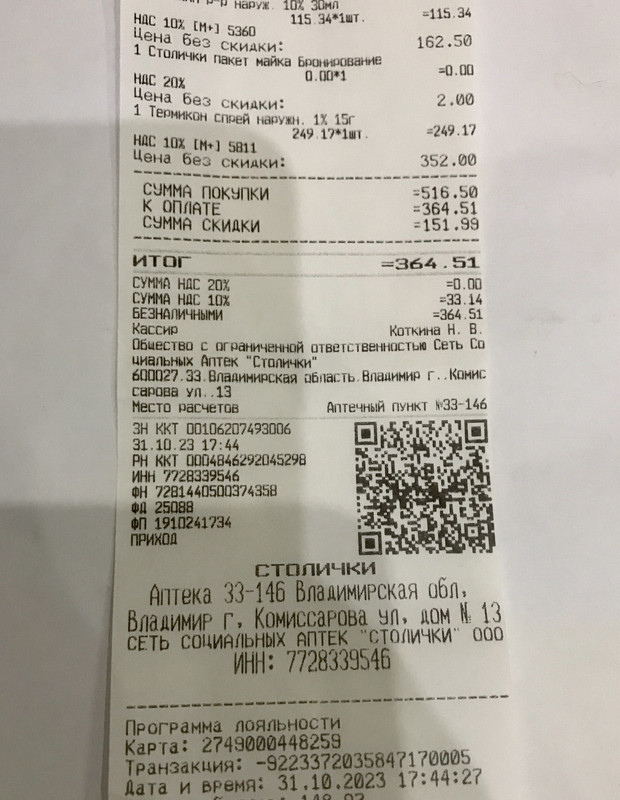 р-р наруж. 10% 30мл
115.34*1шт. =115.34
НДС 10% [М+] 5360
Цена без скидки: 162.50
1 Столички пакет майка Бронирование
0.00*1 =0.00
НДС 20%
Цена без скидки: 2.00
1 Термикон спрей наружн. 1% 15г
249.17*1шт. =249.17
НДС 10% [М+] 5811
Цена без скидки: 352.00
СУММА ПОКУПКИ =516.50
К ОПЛАТЕ =364.51
СУММА СКИДКИ =151.99
ИТОГ =364.51
СУММА НДС 20% =0.00
СУММА НДС 10% =33.14
БЕЗНАЛИЧНЫМИ =364.51
Кассир Коткина Н. В.
Общество с ограниченной ответственностью Сеть Со
циальных Аптек "Столички"
600027.33.Владимирская область.Владимир г..Комис
сарова ул..13
Место расчетов Аптечный пункт №33-146
ЗН ККТ 00106207493006
31.10.23 17:44
РН ККТ 0004846292045298
ИНН 7728339546
ФН 7281440500374358
ФД 25088
ФП 1910241734
ПРИХОД
СТОЛИЧКИ
Аптека 33-146 Владимирская обл,
Владимир г, Комиссарова ул, дом № 13
СЕТЬ СОЦИАЛЬНЫХ АПТЕК "СТОЛИЧКИ" ООО
ИНН: 7728339546
Программа лояльности
Карта: 2749000448259
Транзакция: -9223372035847170005
Дата и время: 31.10.2023 17:44:27